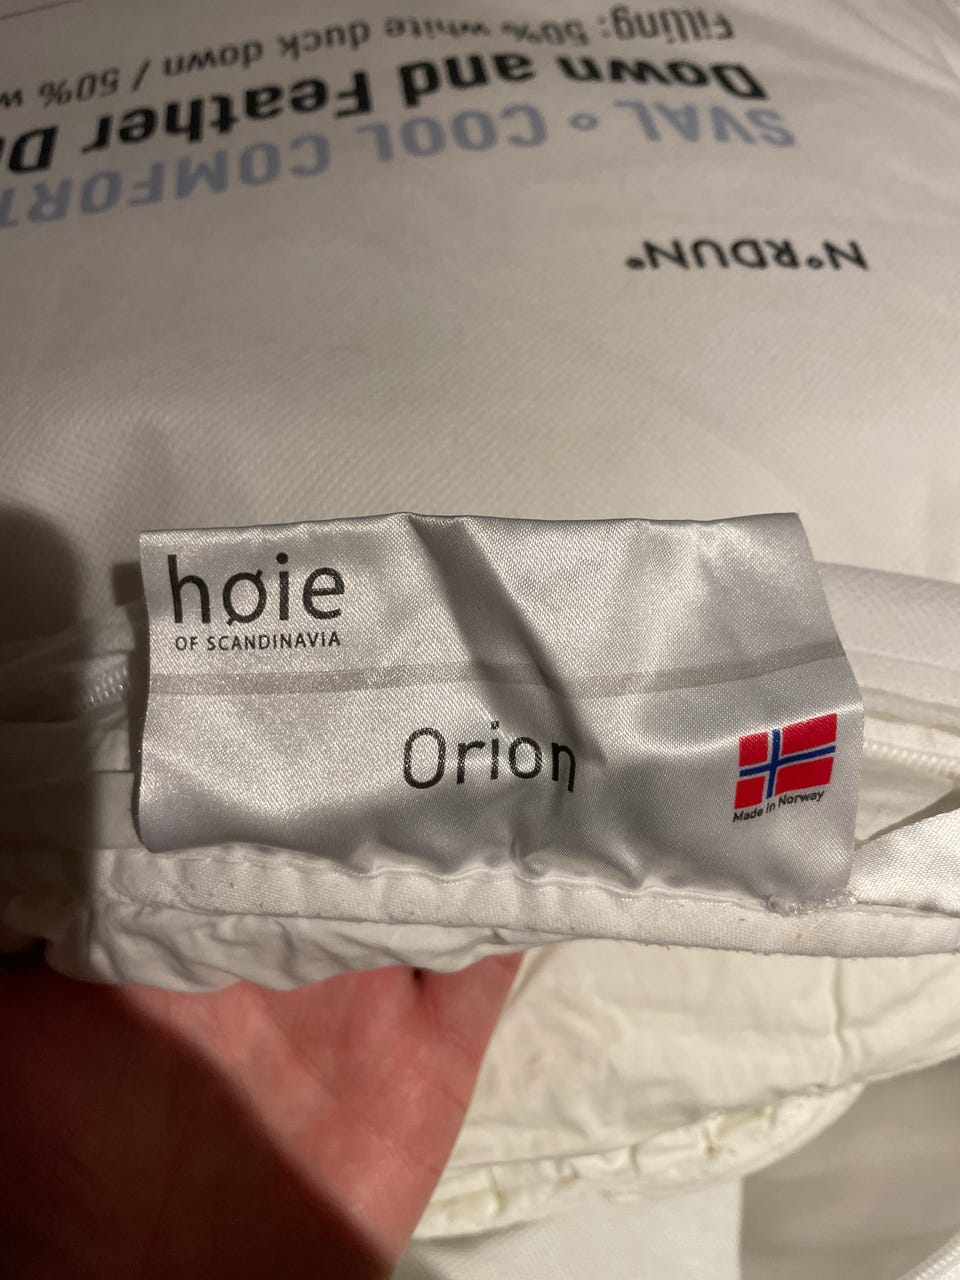 Filling: 50% white duck down / 50%
Down and Feather
SVAL ∘ COOL COMFORT
N°RDUN°
høie
OF SCANDINAVIA
Orion
Made in Norway